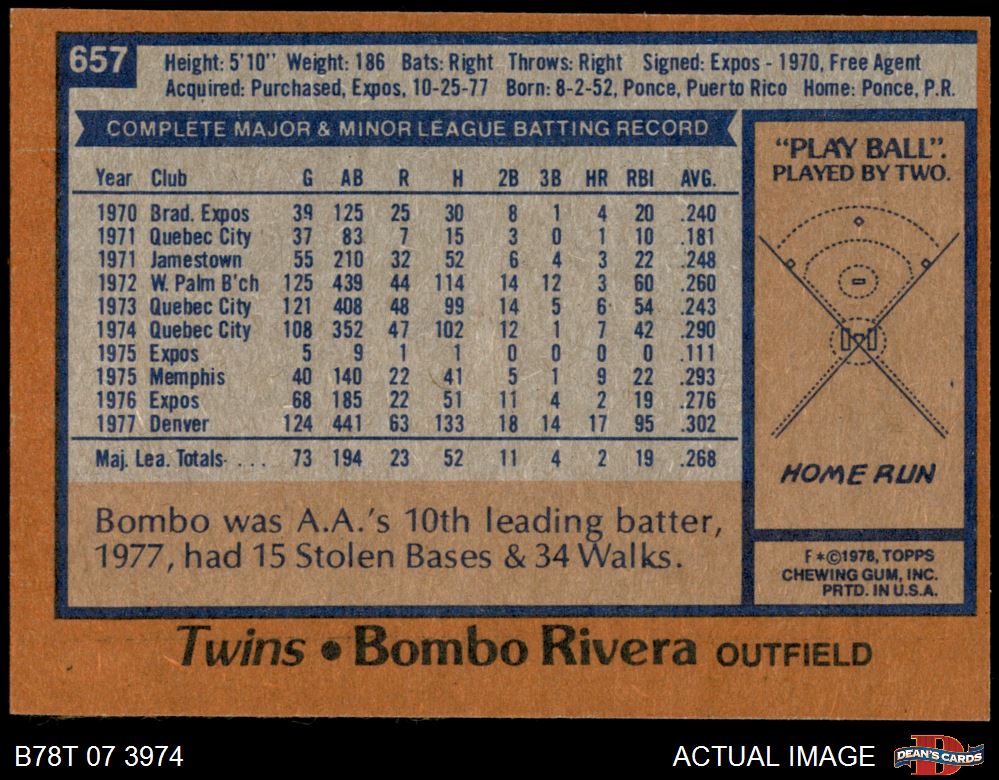 657
Height: 5'10'' Weight: 186 Bats: Right Throws: Right Signed: Expos - 1970, Free Agent
Acquired: Purchased, Expos, 10-25-77 Born: 8-2-52, Ponce, Puerto Rico Home: Ponce, P.R.
COMPLETE MAJOR & MINOR LEAGUE BATTING RECORD
Year Club G AB R H 2B 3B HR RBI AVG.
1970 Brad. Expos 39 125 25 30 8 1 4 20 .240
1971 Quebec City 37 83 7 15 3 0 1 10 .181
1971 Jamestown 55 210 32 52 6 4 3 22 .248
1972 W. Palm B'ch 125 439 44 114 14 12 3 60 .260
1973 Quebec City 121 408 48 99 14 5 6 54 .243
1974 Quebec City 108 352 47 102 12 1 7 42 .290
1975 Expos 5 9 1 1 0 0 0 0 .111
1975 Memphis 40 140 22 41 5 1 9 22 .293
1976 Expos 68 185 22 51 11 4 2 19 .276
1977 Denver 124 441 63 133 18 14 17 95 .302
Maj. Lea. Totals. . . . 73 194 23 52 11 4 2 19 .268
Bombo was A.A.'s 10th leading batter,
1977, had 15 Stolen Bases & 34 Walks.
"PLAY BALL".
PLAYED BY TWO.
HOME RUN
F*©1978, TOPPS
CHEWING GUM, INC.
PRTD. IN U.S.A.
Twins • Bombo Rivera OUTFIELD
B78T 07 3974
ACTUAL IMAGE
DEAN'S CARDS